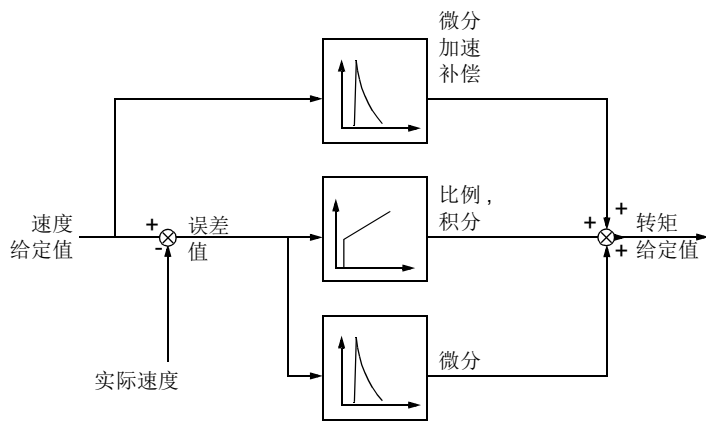 微分
加速
补偿
比例，
积分
速度
给定值
+
-
误差
值
+
+
+
转矩
给定值
微分
实际速度